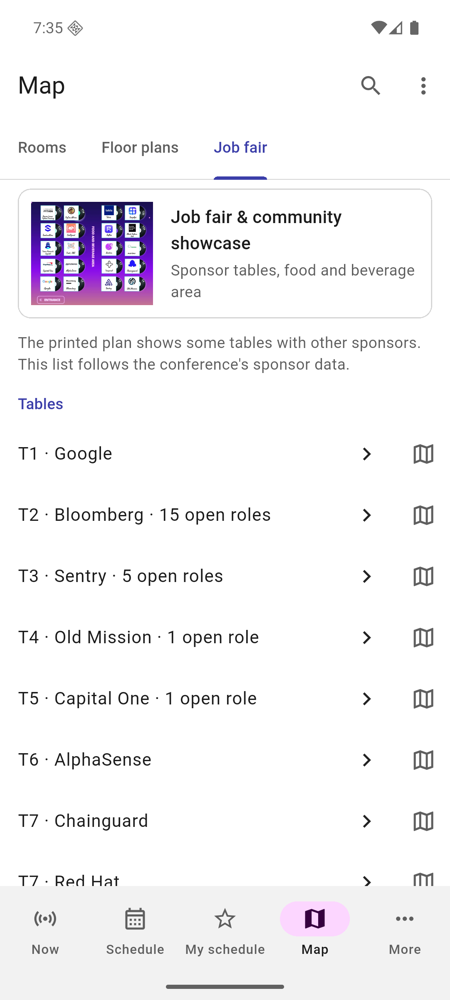 7:35
Map
Rooms
Floor plans
Job fair
Job fair & community
showcase
Sponsor tables, food and beverage
area
The printed plan shows some tables with other sponsors.
This list follows the conference's sponsor data.
Tables
T1 · Google
T2 · Bloomberg · 15 open roles
T3 · Sentry · 5 open roles
T4 · Old Mission · 1 open role
T5 · Capital One · 1 open role
T6 · AlphaSense
T7 · Chainguard
T7 · Red Hat
Now
Schedule
My schedule
Map
More